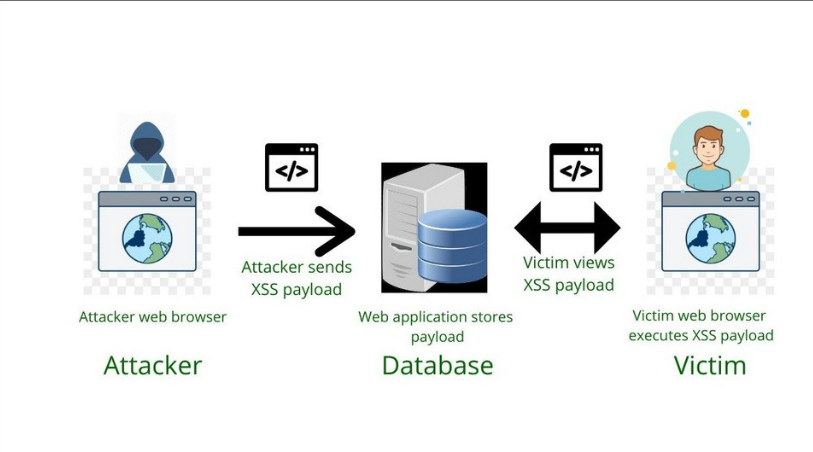 </>
</>
Attacker sends
XSS payload
Victim views
XSS payload
Attacker web browser
Web application stores
payload
Victim web browser
executes XSS payload
Attacker
Database
Victim